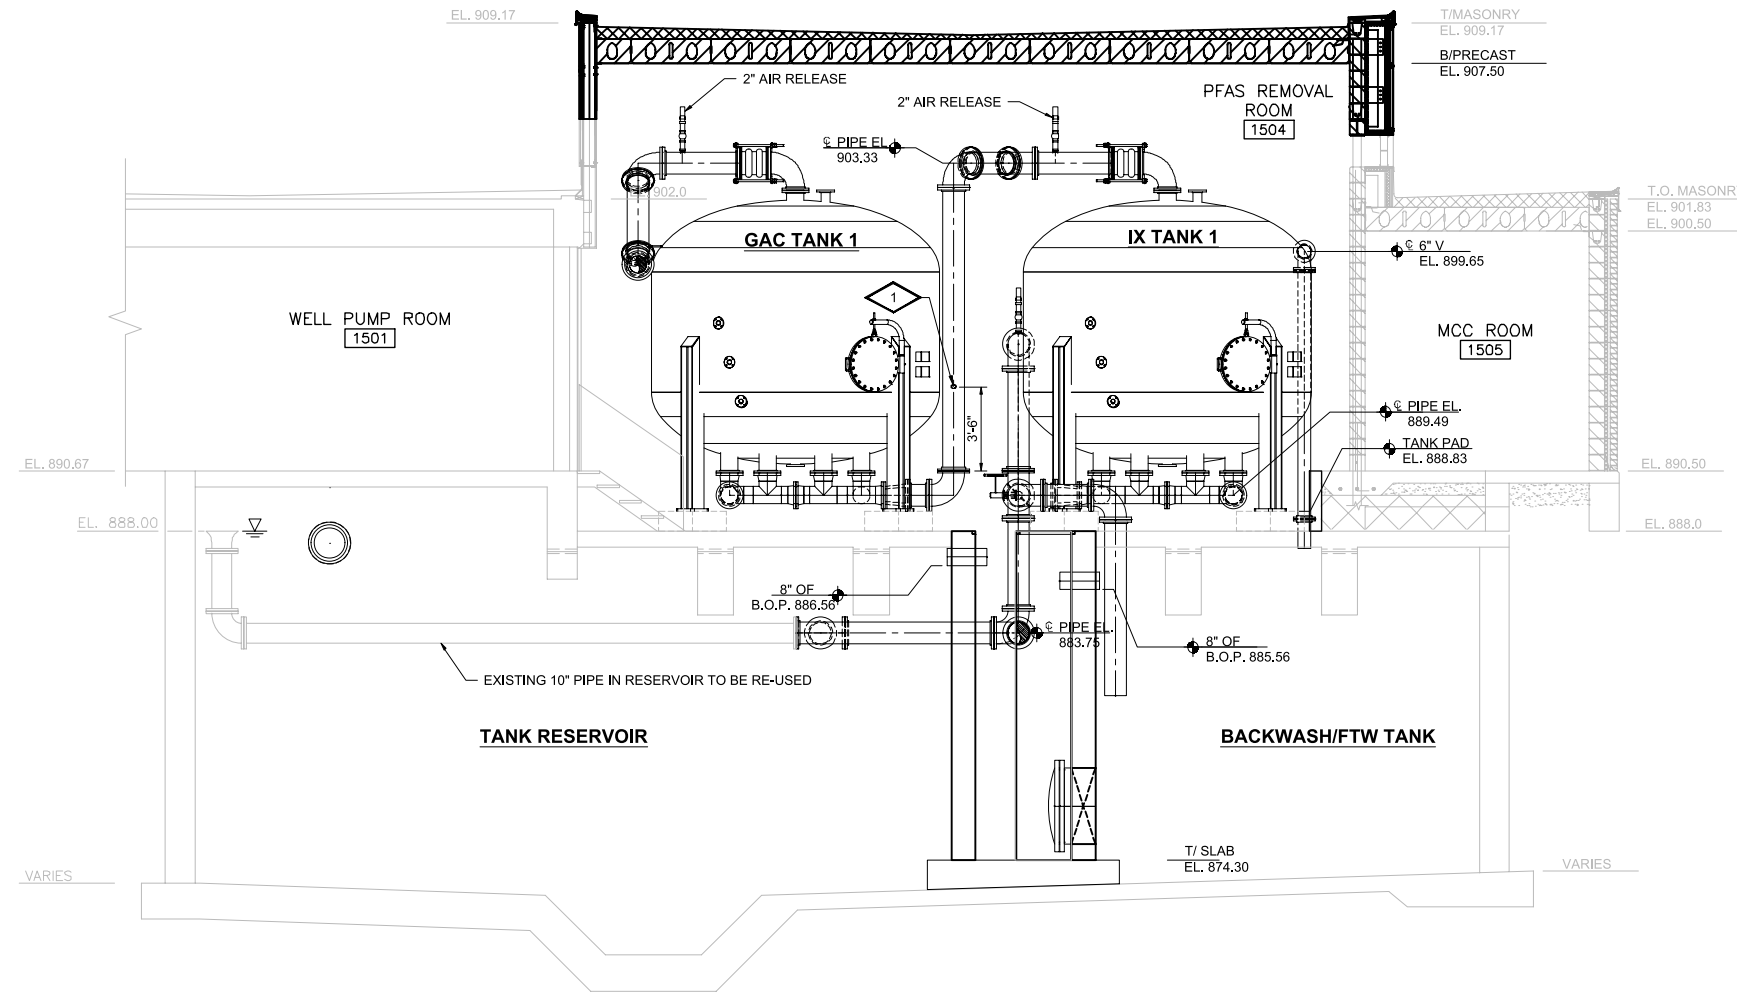 EL. 909.17
T/MASONRY
EL. 909.17
B/PRECAST
EL. 907.50
2" AIR RELEASE
2" AIR RELEASE
PFAS REMOVAL
ROOM
1504
℄ PIPE EL.
903.33
902.0
T.O. MASONR
EL. 901.83
EL. 900.50
GAC TANK 1
IX TANK 1
℄ 6" V
EL. 899.65
1
WELL PUMP ROOM
1501
MCC ROOM
1505
3'-6"
℄ PIPE EL.
889.49
TANK PAD
EL. 888.83
EL. 890.67
EL. 890.50
EL. 888.00
EL. 888.0
8" OF
B.O.P. 886.56
℄ PIPE EL.
883.75
8" OF
B.O.P. 885.56
EXISTING 10" PIPE IN RESERVOIR TO BE RE-USED
TANK RESERVOIR
BACKWASH/FTW TANK
T/ SLAB
EL. 874.30
VARIES
VARIES